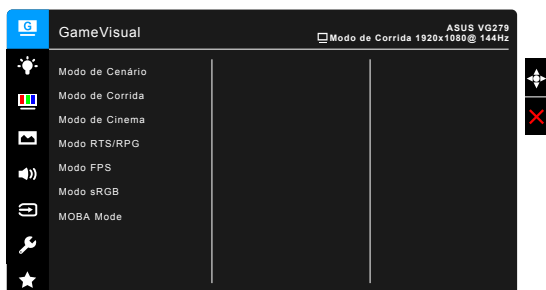 G
GameVisual
ASUS VG279
Modo de Corrida 1920x1080@ 144Hz
Modo de Cenário
Modo de Corrida
Modo de Cinema
Modo RTS/RPG
Modo FPS
Modo sRGB
MOBA Mode